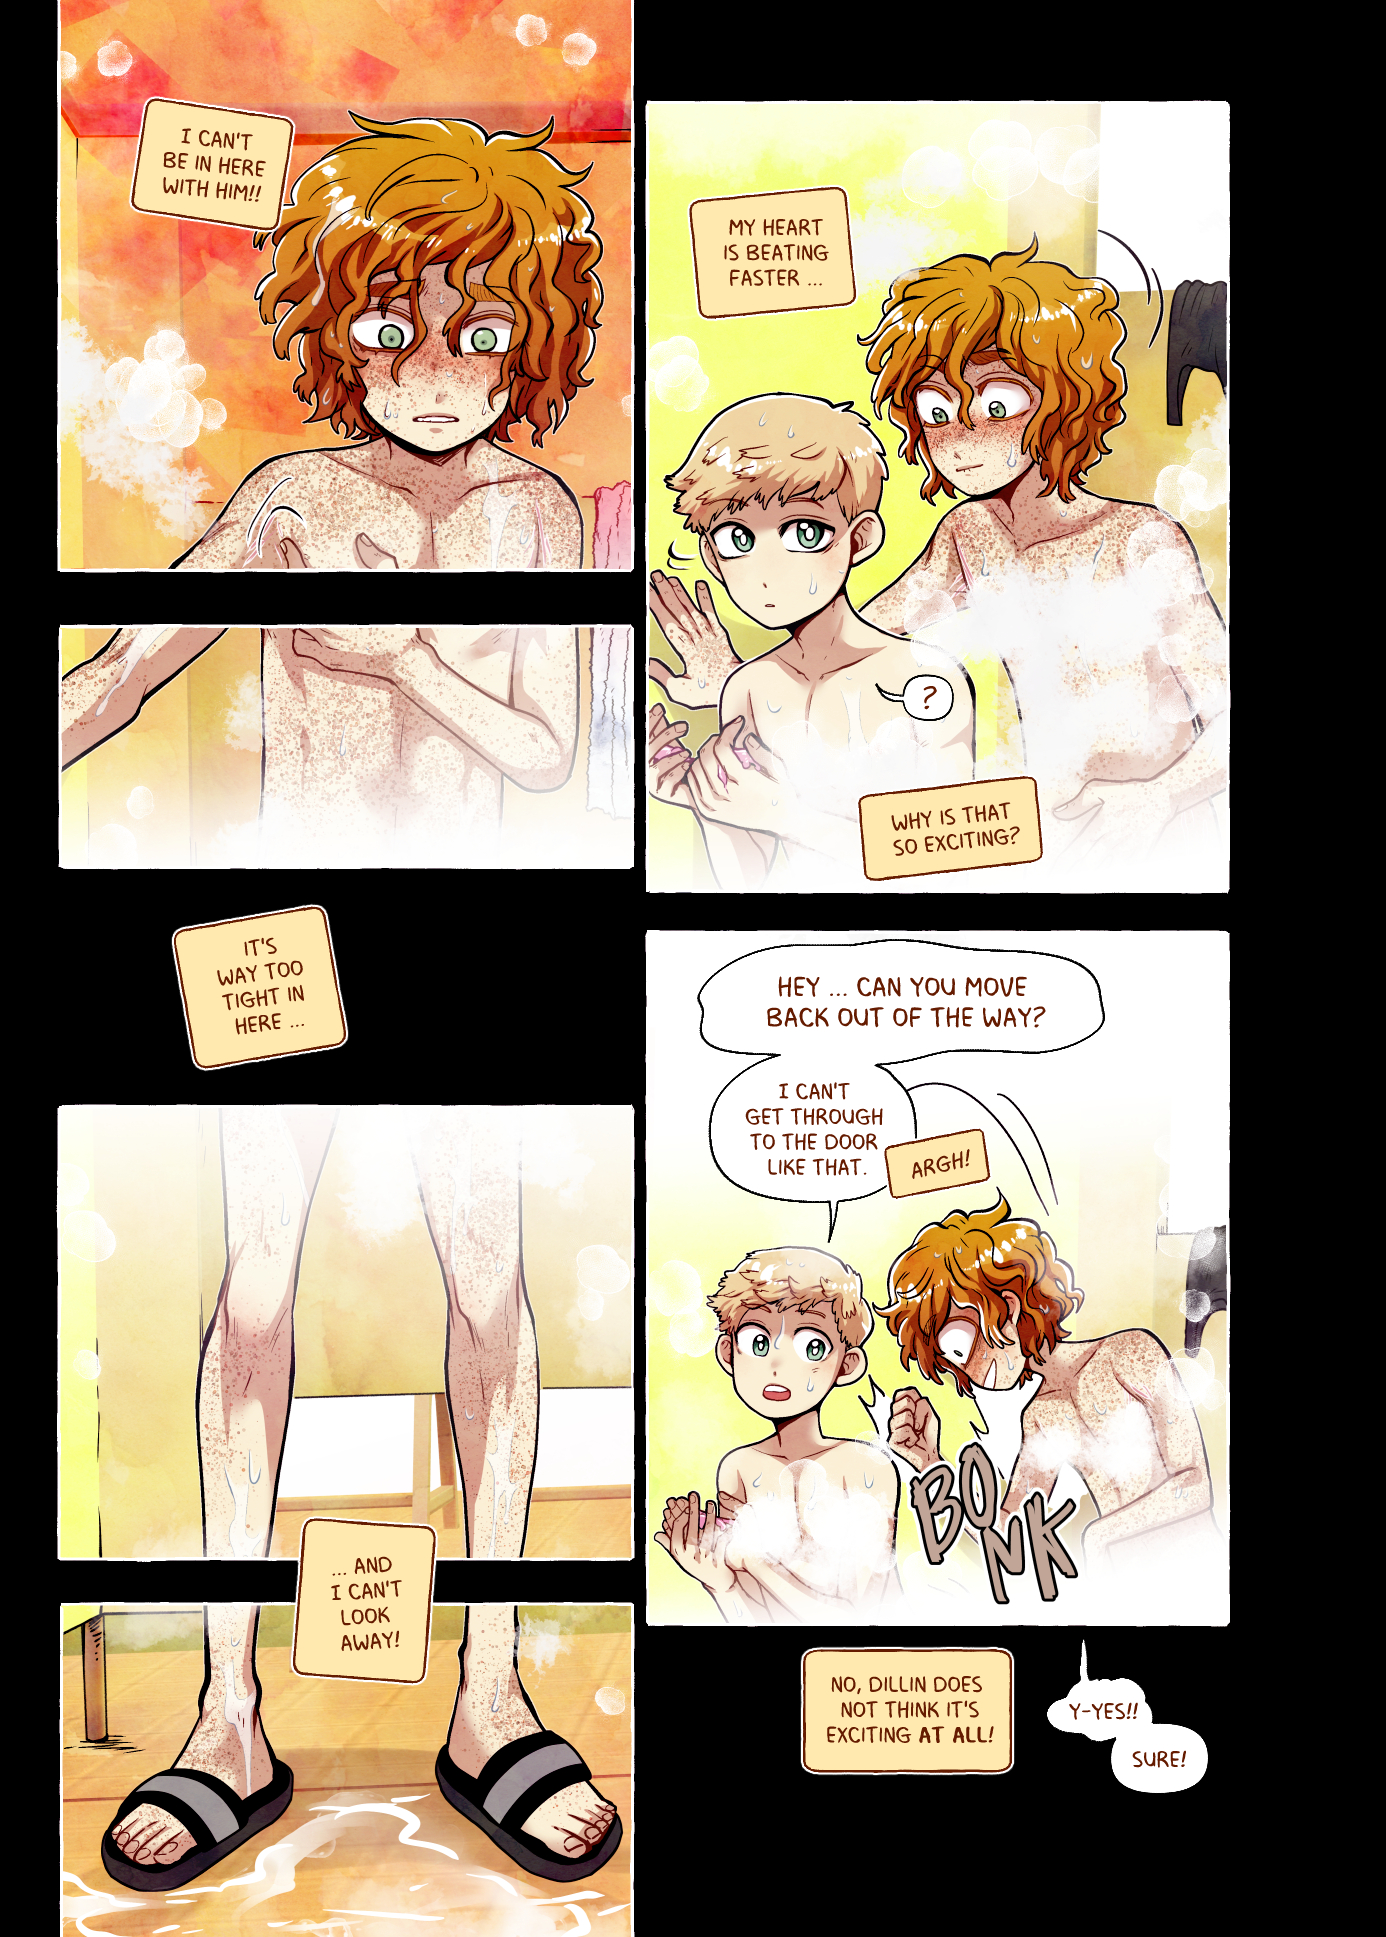 I CAN'T
BE IN HERE
WITH HIM!!
IT'S
WAY TOO
TIGHT IN
HERE ...
... AND
I CAN'T
LOOK
AWAY!
MY HEART
IS BEATING
FASTER ...
?
WHY IS THAT
SO EXCITING?
HEY ... CAN YOU MOVE
BACK OUT OF THE WAY?
I CAN'T
GET THROUGH
TO THE DOOR
LIKE THAT.
ARGH!
BONK
NO, DILLIN DOES
NOT THINK IT'S
EXCITING AT ALL!
Y-YES!!
SURE!